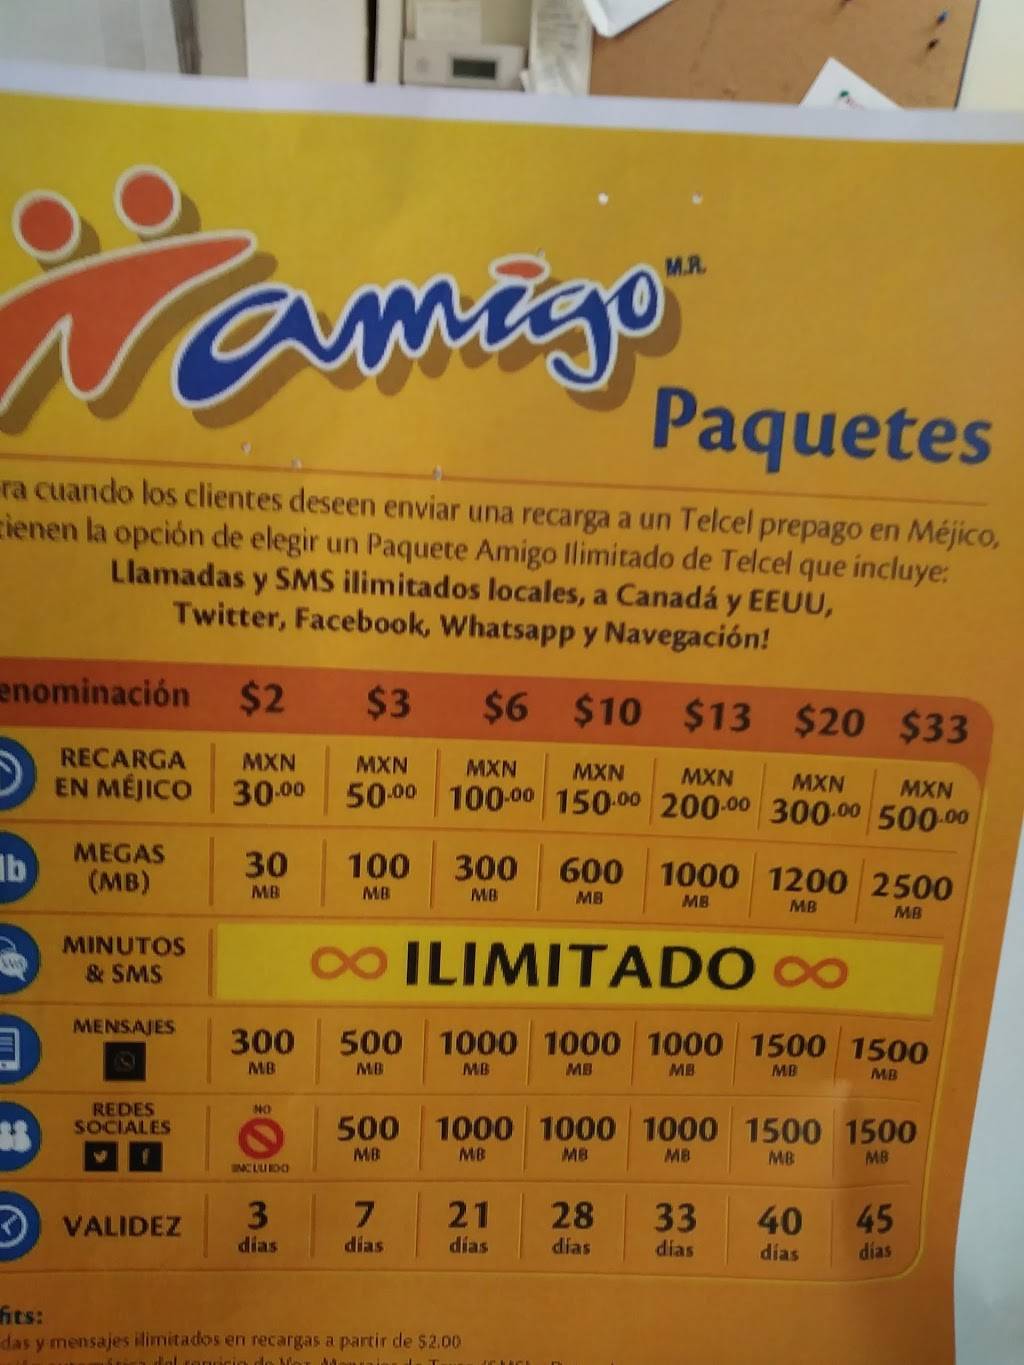 amigo M.R.
Paquetes
ra cuando los clientes deseen enviar una recarga a un Telcel prepago en Méjico,
tienen la opción de elegir un Paquete Amigo Ilimitado de Telcel que incluye:
Llamadas y SMS ilimitados locales, a Canadá y EEUU,
Twitter, Facebook, Whatsapp y Navegación!
enominación $2 $3 $6 $10 $13 $20 $33
RECARGA EN MÉJICO MXN 30.00 MXN 50.00 MXN 100.00 MXN 150.00 MXN 200.00 MXN 300.00 MXN 500.00
MEGAS (MB) 30 MB 100 MB 300 MB 600 MB 1000 MB 1200 MB 2500 MB
MINUTOS & SMS ∞ ILIMITADO ∞
MENSAJES 300 MB 500 MB 1000 MB 1000 MB 1000 MB 1500 MB 1500 MB
REDES SOCIALES NO INCLUIDO 500 MB 1000 MB 1000 MB 1000 MB 1500 MB 1500 MB
VALIDEZ 3 días 7 días 21 días 28 días 33 días 40 días 45 días
fits:
das y mensajes ilimitados en recargas a partir de $2.00